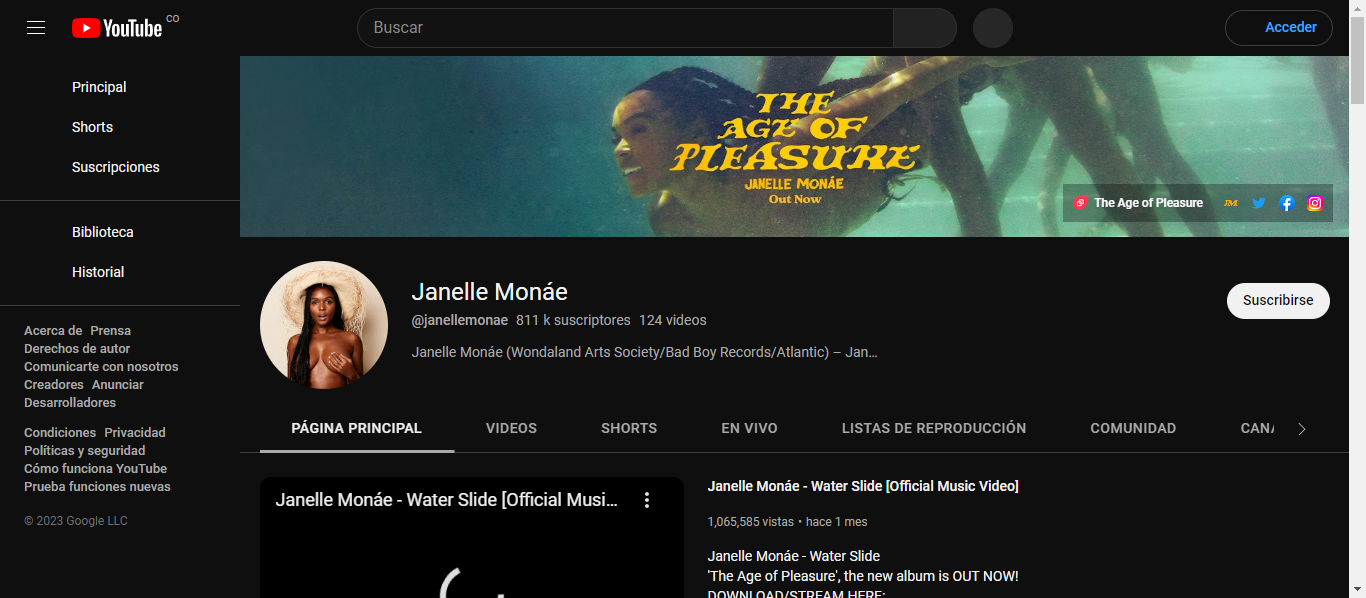 YouTube CO
Buscar
Acceder
Principal
Shorts
Suscripciones
Biblioteca
Historial
Acerca de Prensa
Derechos de autor
Comunicarte con nosotros
Creadores Anunciar
Desarrolladores
Condiciones Privacidad
Políticas y seguridad
Cómo funciona YouTube
Prueba funciones nuevas
© 2023 Google LLC
THE
AGE OF
PLEASURE
JANELLE MONÁE
Out Now
The Age of Pleasure
Janelle Monáe
@janellemonae 811 k suscriptores 124 videos
Janelle Monáe (Wondaland Arts Society/Bad Boy Records/Atlantic) – Jan...
Suscribirse
PÁGINA PRINCIPAL VIDEOS SHORTS EN VIVO LISTAS DE REPRODUCCIÓN COMUNIDAD CANA
Janelle Monáe - Water Slide [Official Musi...
Janelle Monáe - Water Slide [Official Music Video]
1,065,585 vistas • hace 1 mes
Janelle Monáe - Water Slide
'The Age of Pleasure', the new album is OUT NOW!
DOWNLOAD/STREAM HERE: